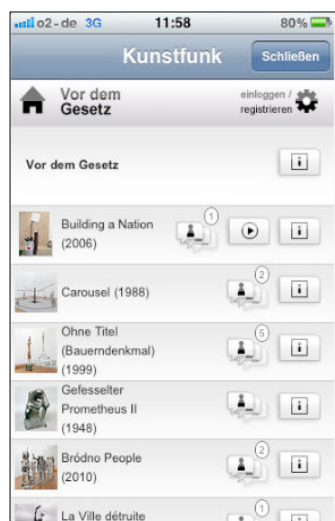 o2-de 3G 11:58 80%
Kunstfunk Schließen
Vor dem
Gesetz
einloggen /
registrieren
Vor dem Gesetz
i
Building a Nation
(2006)
1
i
Carousel (1988)
2
i
Ohne Titel
(Bauerndenkmal)
(1999)
5
i
Gefesselter
Prometheus II
(1948)
i
Bródno People
(2010)
2
i
La Ville détruite
1